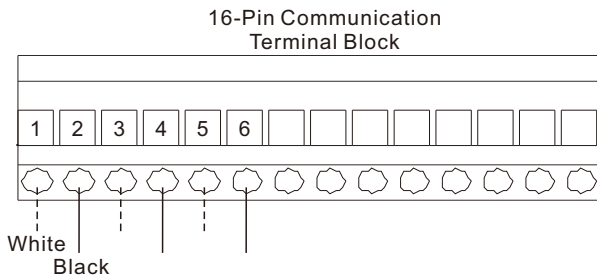 16-Pin Communication
Terminal Block
1 2 3 4 5 6
White
Black